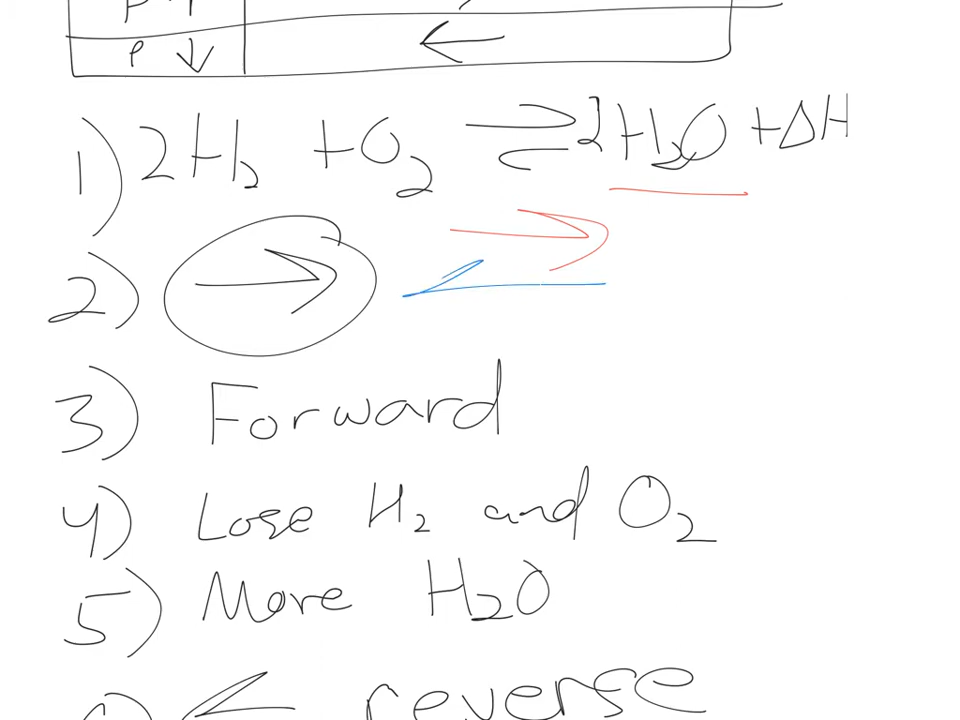 P ↓ ←
1) 2H₂ + O₂ ⇌ 2H₂O + ΔH
2) → → ←
3) Forward
4) Lose H₂ and O₂
5) More H₂O
← reverse